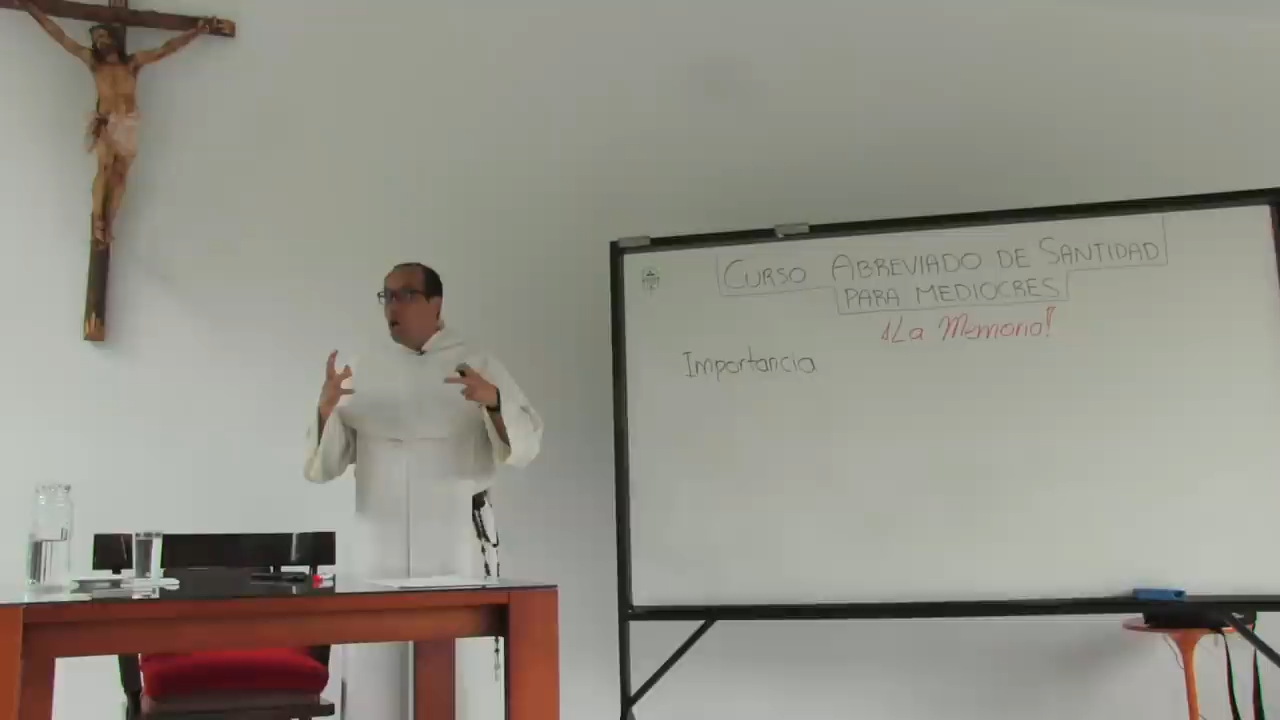 CURSO ABREVIADO DE SANTIDAD
PARA MEDIOCRES
¡La Memoria!
Importancia